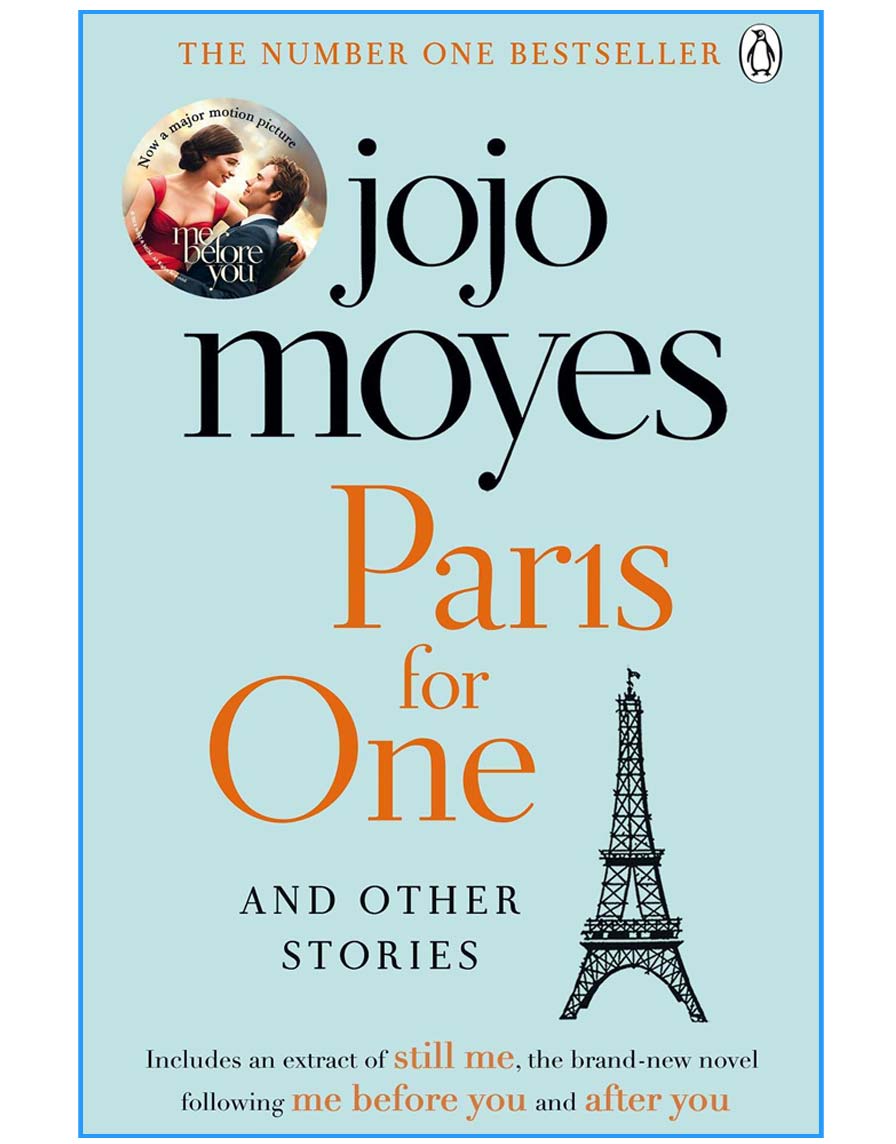 THE NUMBER ONE BESTSELLER
Now a major motion picture
me
before
you
jojo
moyes
Parıs
for
One
AND OTHER
STORIES
Includes an extract of still me, the brand-new novel
following me before you and after you